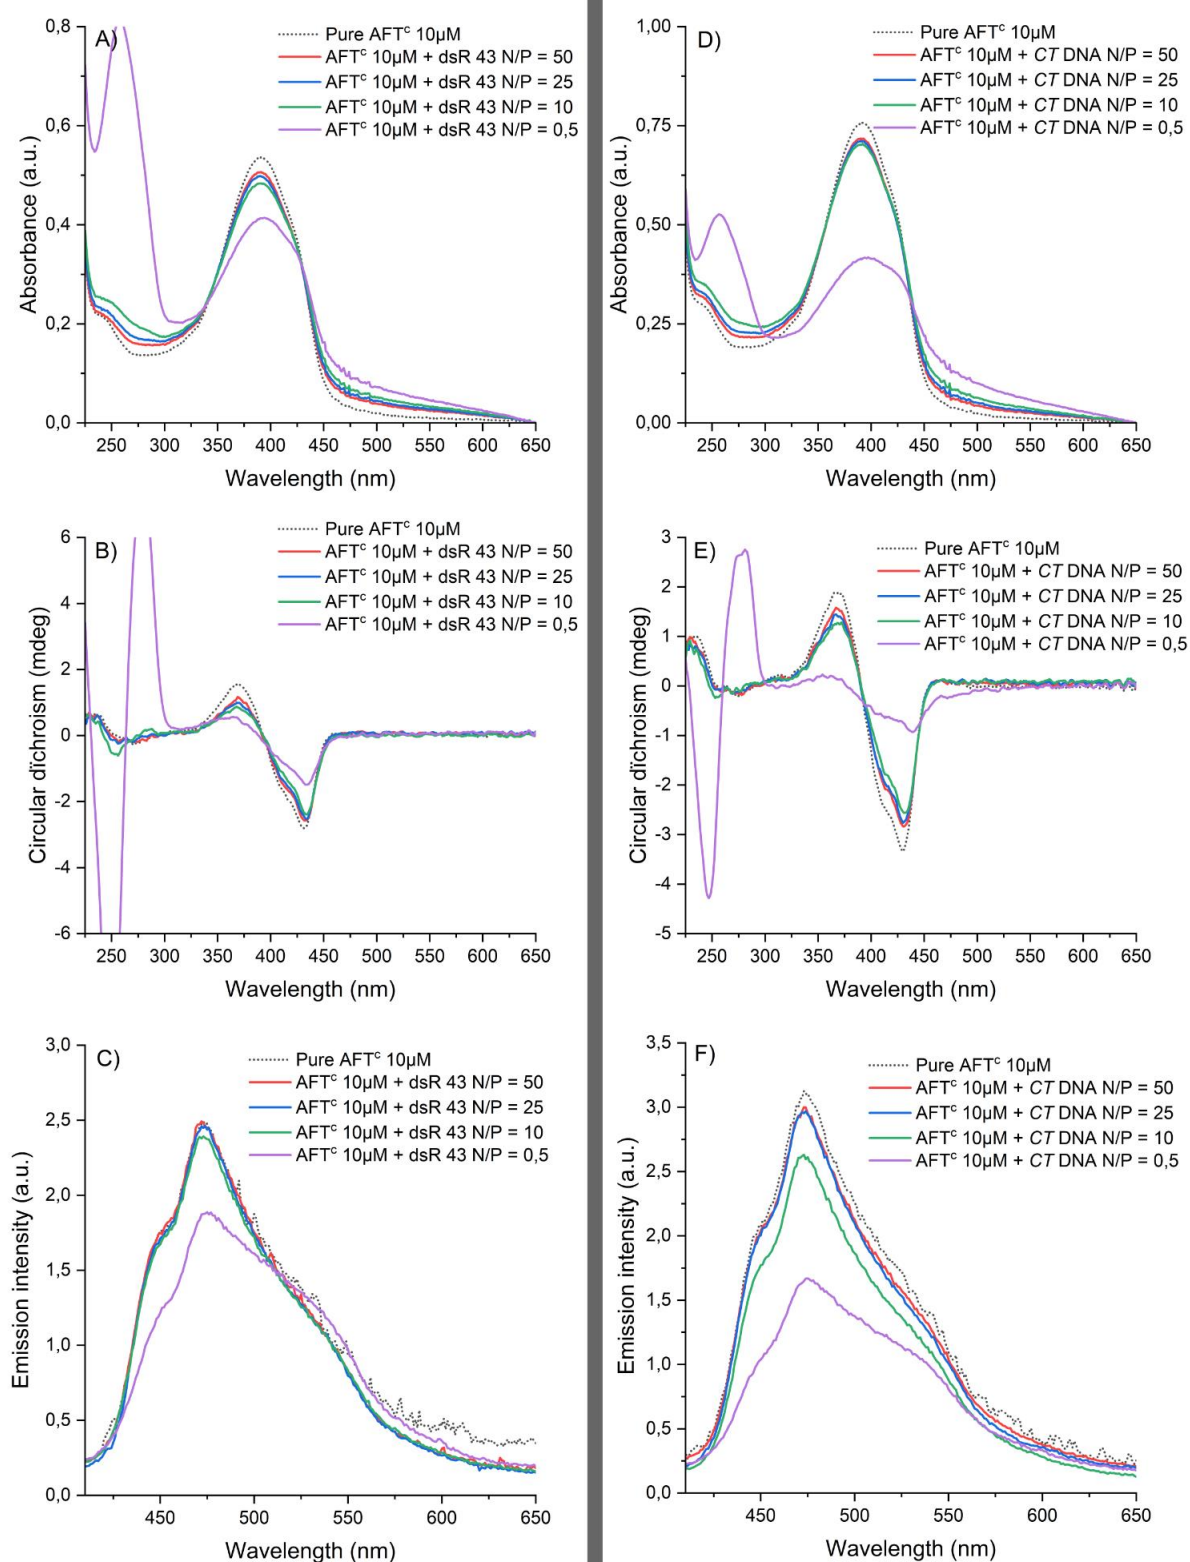 A)
Pure AFTᶜ 10µM
AFTᶜ 10µM + dsR 43 N/P = 50
AFTᶜ 10µM + dsR 43 N/P = 25
AFTᶜ 10µM + dsR 43 N/P = 10
AFTᶜ 10µM + dsR 43 N/P = 0,5
Absorbance (a.u.)
0,8
0,6
0,4
0,2
0,0
250 300 350 400 450 500 550 600 650
Wavelength (nm)
D)
Pure AFTᶜ 10µM
AFTᶜ 10µM + CT DNA N/P = 50
AFTᶜ 10µM + CT DNA N/P = 25
AFTᶜ 10µM + CT DNA N/P = 10
AFTᶜ 10µM + CT DNA N/P = 0,5
Absorbance (a.u.)
1,00
0,75
0,50
0,25
0,00
250 300 350 400 450 500 550 600 650
Wavelength (nm)
B)
Pure AFTᶜ 10µM
AFTᶜ 10µM + dsR 43 N/P = 50
AFTᶜ 10µM + dsR 43 N/P = 25
AFTᶜ 10µM + dsR 43 N/P = 10
AFTᶜ 10µM + dsR 43 N/P = 0,5
Circular dïchroism (mdeg)
6
4
2
0
-2
-4
-6
250 300 350 400 450 500 550 600 650
Wavelength (nm)
E)
Pure AFTᶜ 10µM
AFTᶜ 10µM + CT DNA N/P = 50
AFTᶜ 10µM + CT DNA N/P = 25
AFTᶜ 10µM + CT DNA N/P = 10
AFTᶜ 10µM + CT DNA N/P = 0,5
Circular dïchroism (mdeg)
3
2
1
0
-1
-2
-3
-4
-5
250 300 350 400 450 500 550 600 650
Wavelength (nm)
C)
Pure AFTᶜ 10µM
AFTᶜ 10µM + dsR 43 N/P = 50
AFTᶜ 10µM + dsR 43 N/P = 25
AFTᶜ 10µM + dsR 43 N/P = 10
AFTᶜ 10µM + dsR 43 N/P = 0,5
Emission intensity (a.u.)
3,0
2,5
2,0
1,5
1,0
0,5
0,0
450 500 550 600 650
Wavelength (nm)
F)
Pure AFTᶜ 10µM
AFTᶜ 10µM + CT DNA N/P = 50
AFTᶜ 10µM + CT DNA N/P = 25
AFTᶜ 10µM + CT DNA N/P = 10
AFTᶜ 10µM + CT DNA N/P = 0,5
Emission intensity (a.u.)
3,5
3,0
2,5
2,0
1,5
1,0
0,5
0,0
450 500 550 600 650
Wavelength (nm)